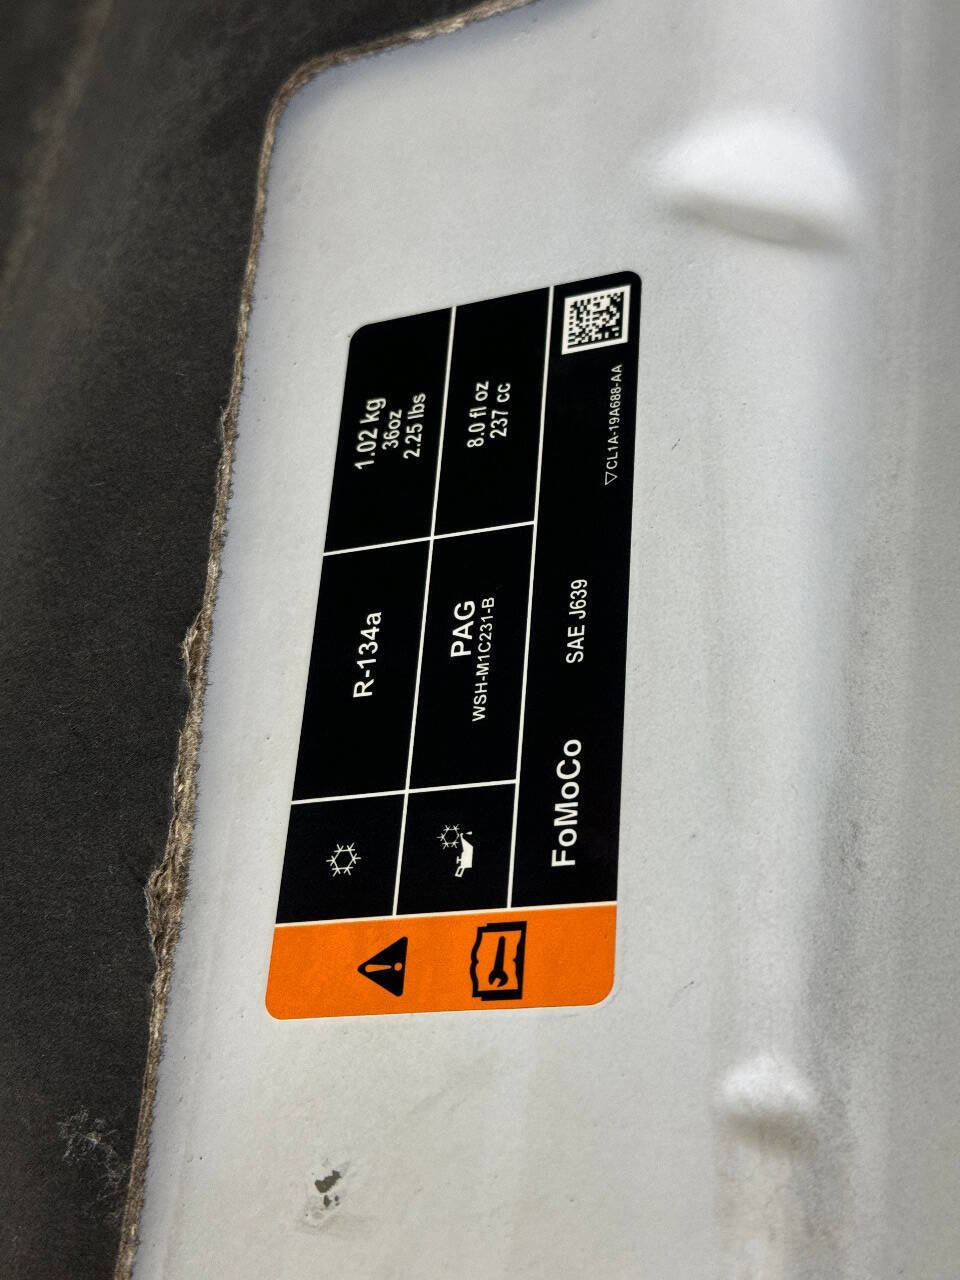 R-134a
1.02 kg
36oz
2.25 lbs
PAG
WSH-M1C231-B
8.0 fl oz
237 cc
FoMoCo
SAE J639
▽CL1A-19A688-AA